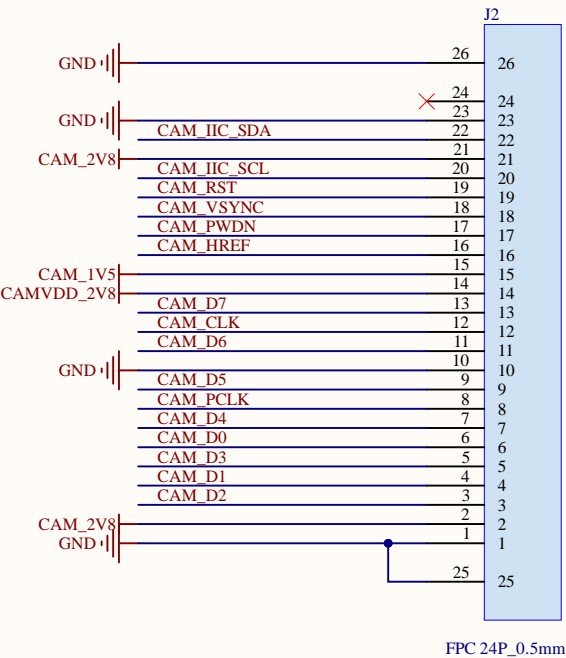 J2
GND 26 26
24 24
GND 23 23
CAM_IIC_SDA 22 22
CAM_2V8 21 21
CAM_IIC_SCL 20 20
CAM_RST 19 19
CAM_VSYNC 18 18
CAM_PWDN 17 17
CAM_HREF 16 16
CAM_1V5 15 15
CAMVDD_2V8 14 14
CAM_D7 13 13
CAM_CLK 12 12
CAM_D6 11 11
GND 10 10
CAM_D5 9 9
CAM_PCLK 8 8
CAM_D4 7 7
CAM_D0 6 6
CAM_D3 5 5
CAM_D1 4 4
CAM_D2 3 3
CAM_2V8 2 2
GND 1 1
25 25
FPC 24P_0.5mm